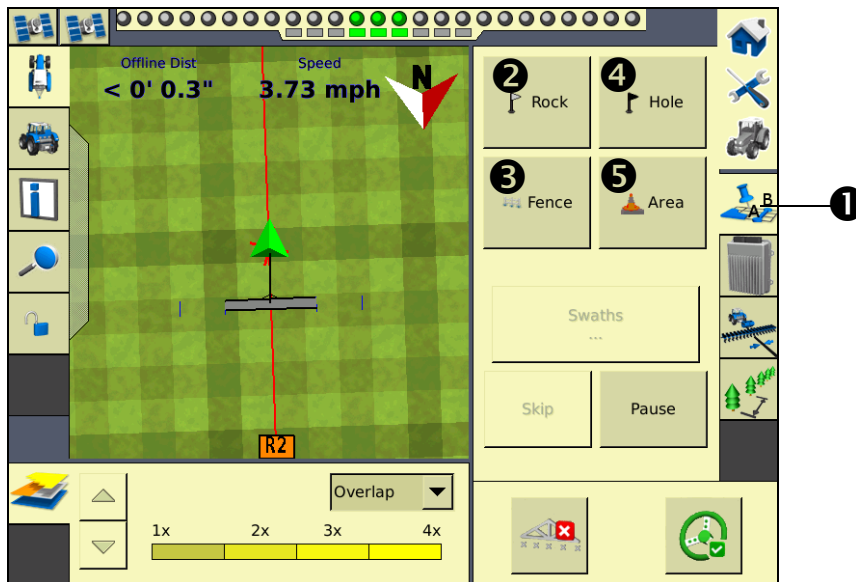 Offline Dist
Speed
< 0' 0.3"
3.73 mph
N
R2
Overlap
1x 2x 3x 4x
2
Rock
4
Hole
3
Fence
5
Area
Swaths
...
Skip
Pause
A B
1